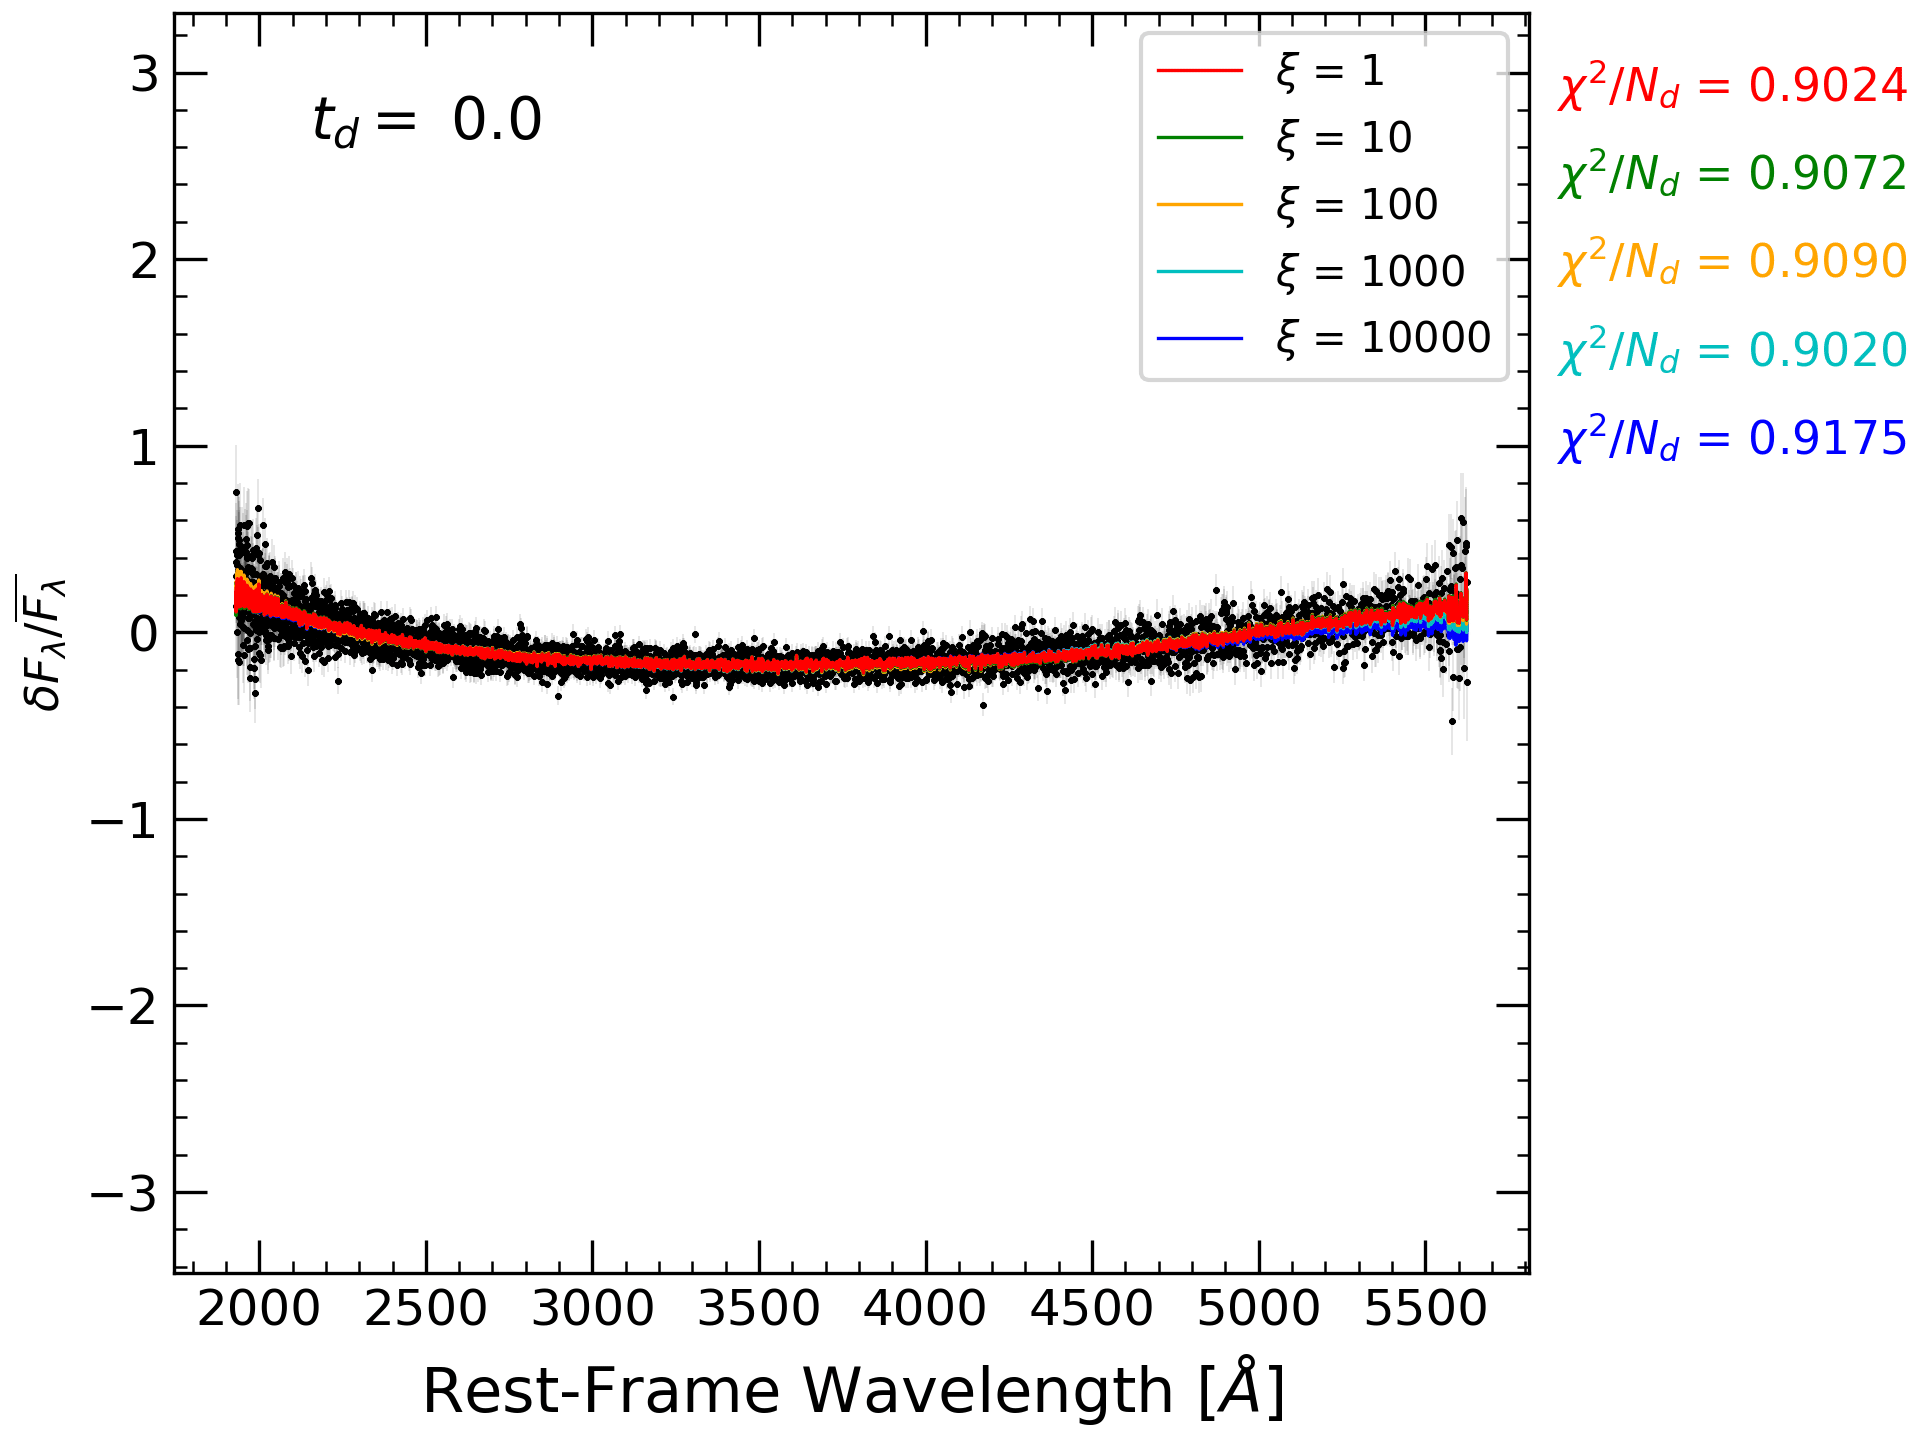 t_d = 0.0
ξ = 1
ξ = 10
ξ = 100
ξ = 1000
ξ = 10000
χ²/N_d = 0.9024
χ²/N_d = 0.9072
χ²/N_d = 0.9090
χ²/N_d = 0.9020
χ²/N_d = 0.9175
3
2
1
0
−1
−2
−3
δF_λ/F̅_λ
2000 2500 3000 3500 4000 4500 5000 5500
Rest-Frame Wavelength [Å]